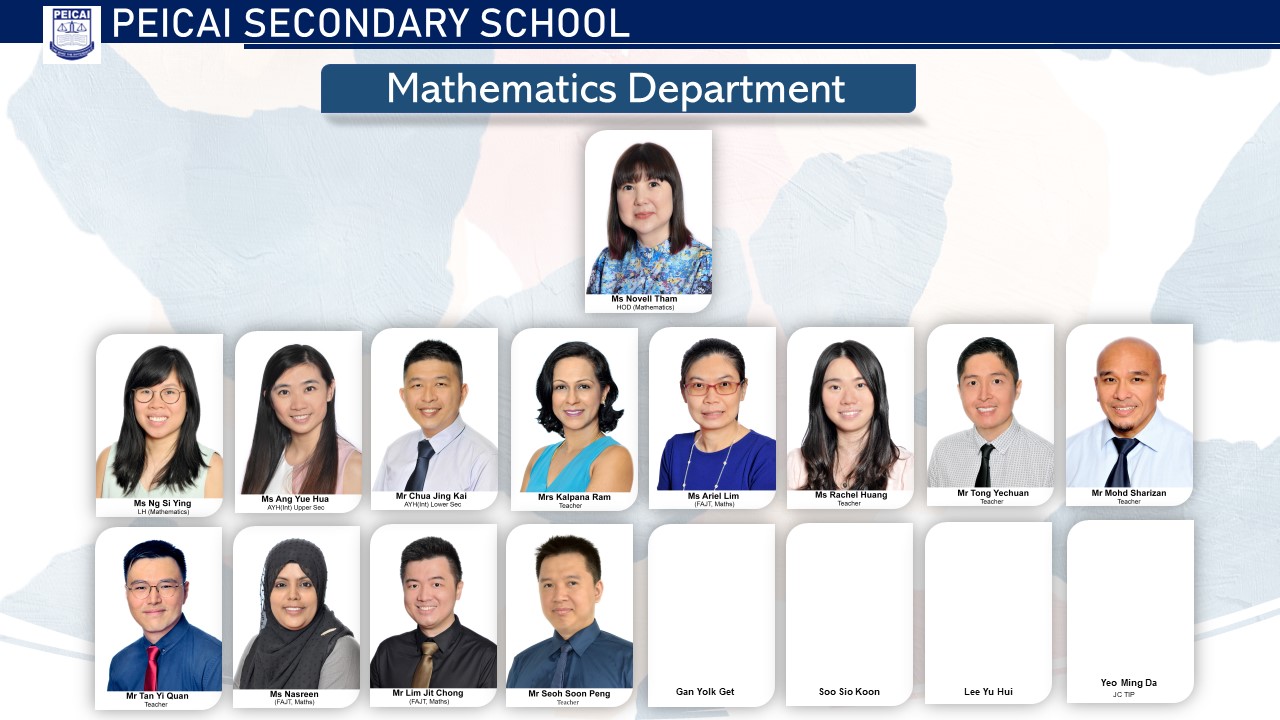 PEICAI
PEICAI SECONDARY SCHOOL
Mathematics Department
Ms Novell Tham
HOD (Mathematics)
Ms Ng Si Ying
LH (Mathematics)
Ms Ang Yue Hua
AYH(Int) Upper Sec
Mr Chua Jing Kai
AYH(Int) Lower Sec
Mrs Kalpana Ram
Teacher
Ms Ariel Lim
(FAJT, Maths)
Ms Rachel Huang
Teacher
Mr Tong Yechuan
Teacher
Mr Mohd Sharizan
Teacher
Mr Tan Yi Quan
Teacher
Ms Nasreen
(FAJT, Maths)
Mr Lim Jit Chong
(FAJT, Maths)
Mr Seoh Soon Peng
Teacher
Gan Yolk Get
Soo Sio Koon
Lee Yu Hui
Yeo Ming Da
JC TIP